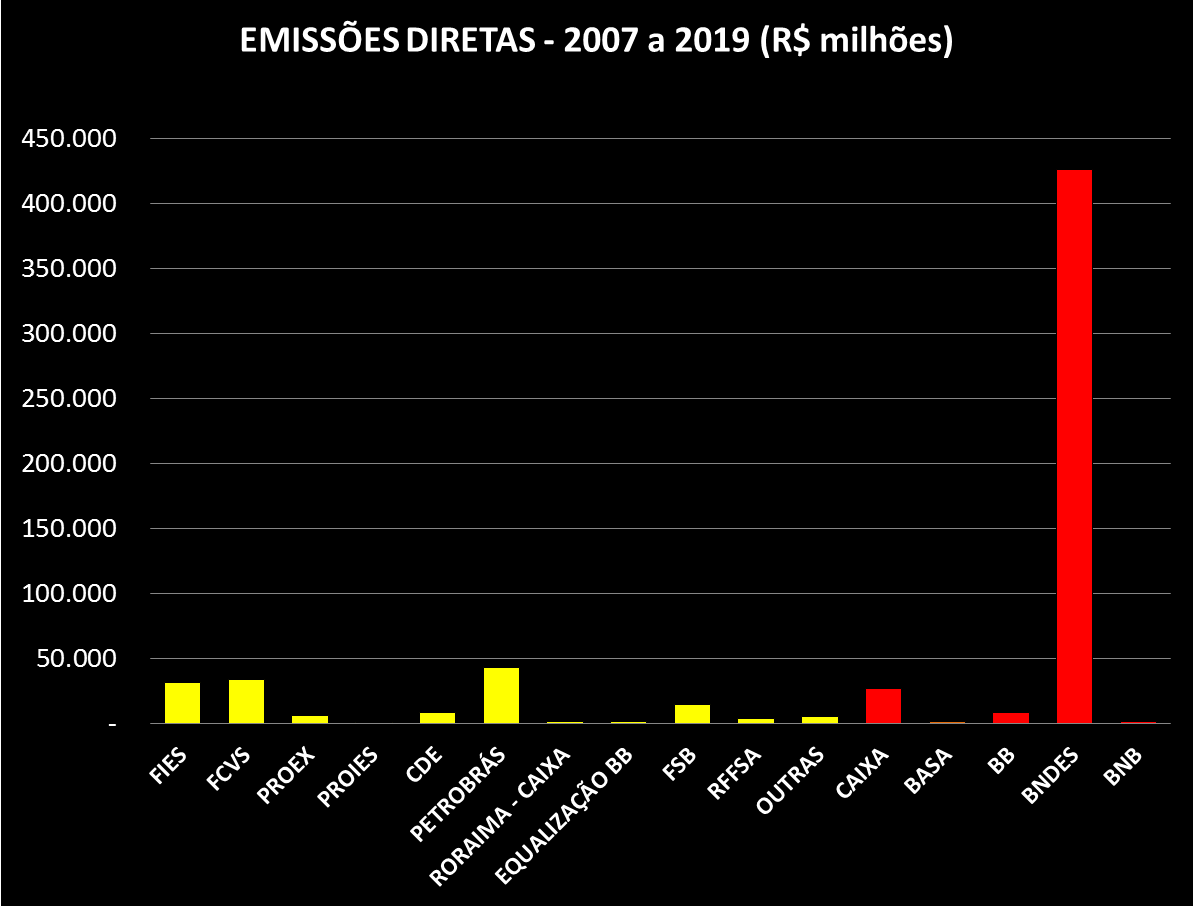 EMISSÕES DIRETAS - 2007 a 2019 (R$ milhões)
450.000
400.000
350.000
300.000
250.000
200.000
150.000
100.000
50.000
-
FIES
FCVS
PROEX
PROIES
CDE
PETROBRÁS
RORAIMA - CAIXA
EQUALIZAÇÃO BB
FSB
RFFSA
OUTRAS
CAIXA
BASA
BB
BNDES
BNB